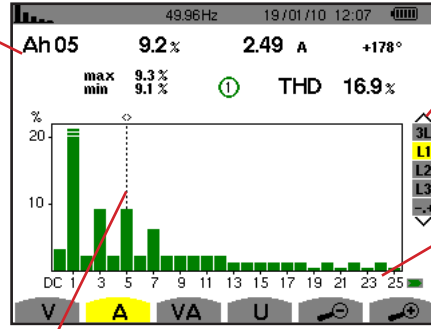 49.96Hz 19/01/10 12:07
Ah 05 9.2 % 2.49 A +178°
max 9.3 %
min 9.1 %
1 THD 16.9 %
%
20
10
3L
L1
L2
L3
-.+
DC 1 3 5 7 9 11 13 15 17 19 21 23 25
V A VA U